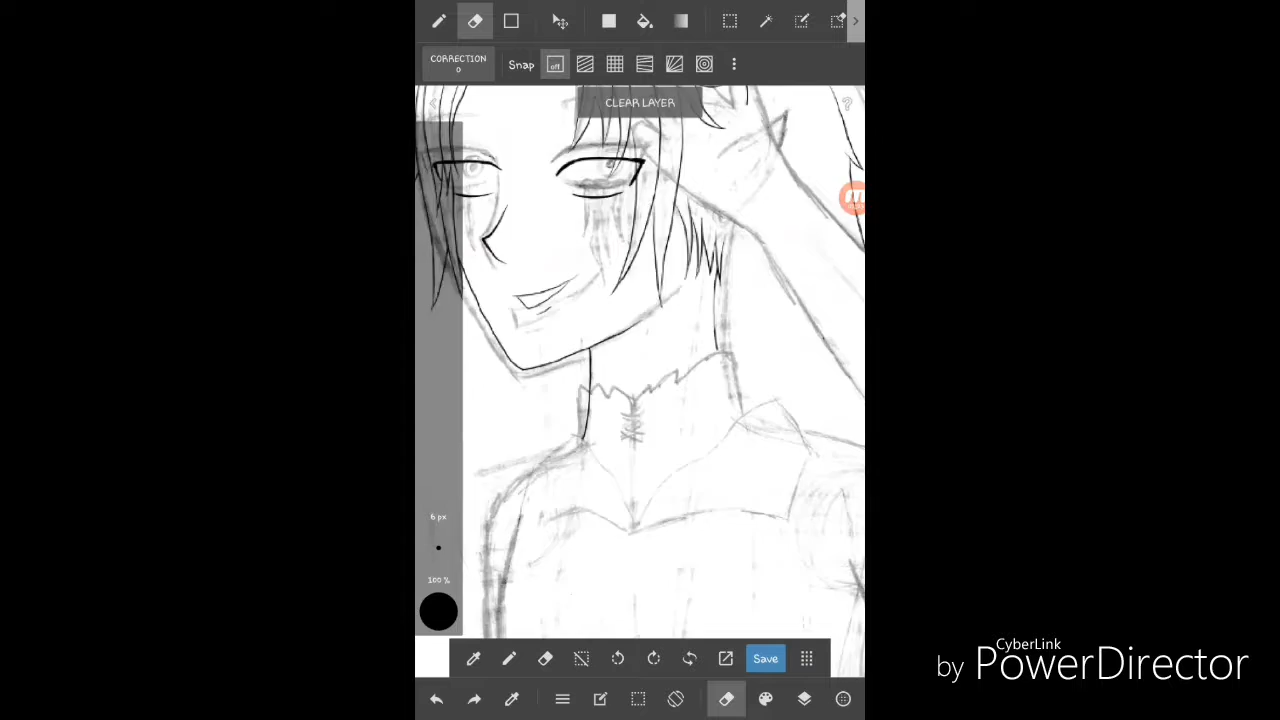 CORRECTION
0
Snap
off
CLEAR LAYER
?
6 px
100 %
Save
CyberLink
by PowerDirector